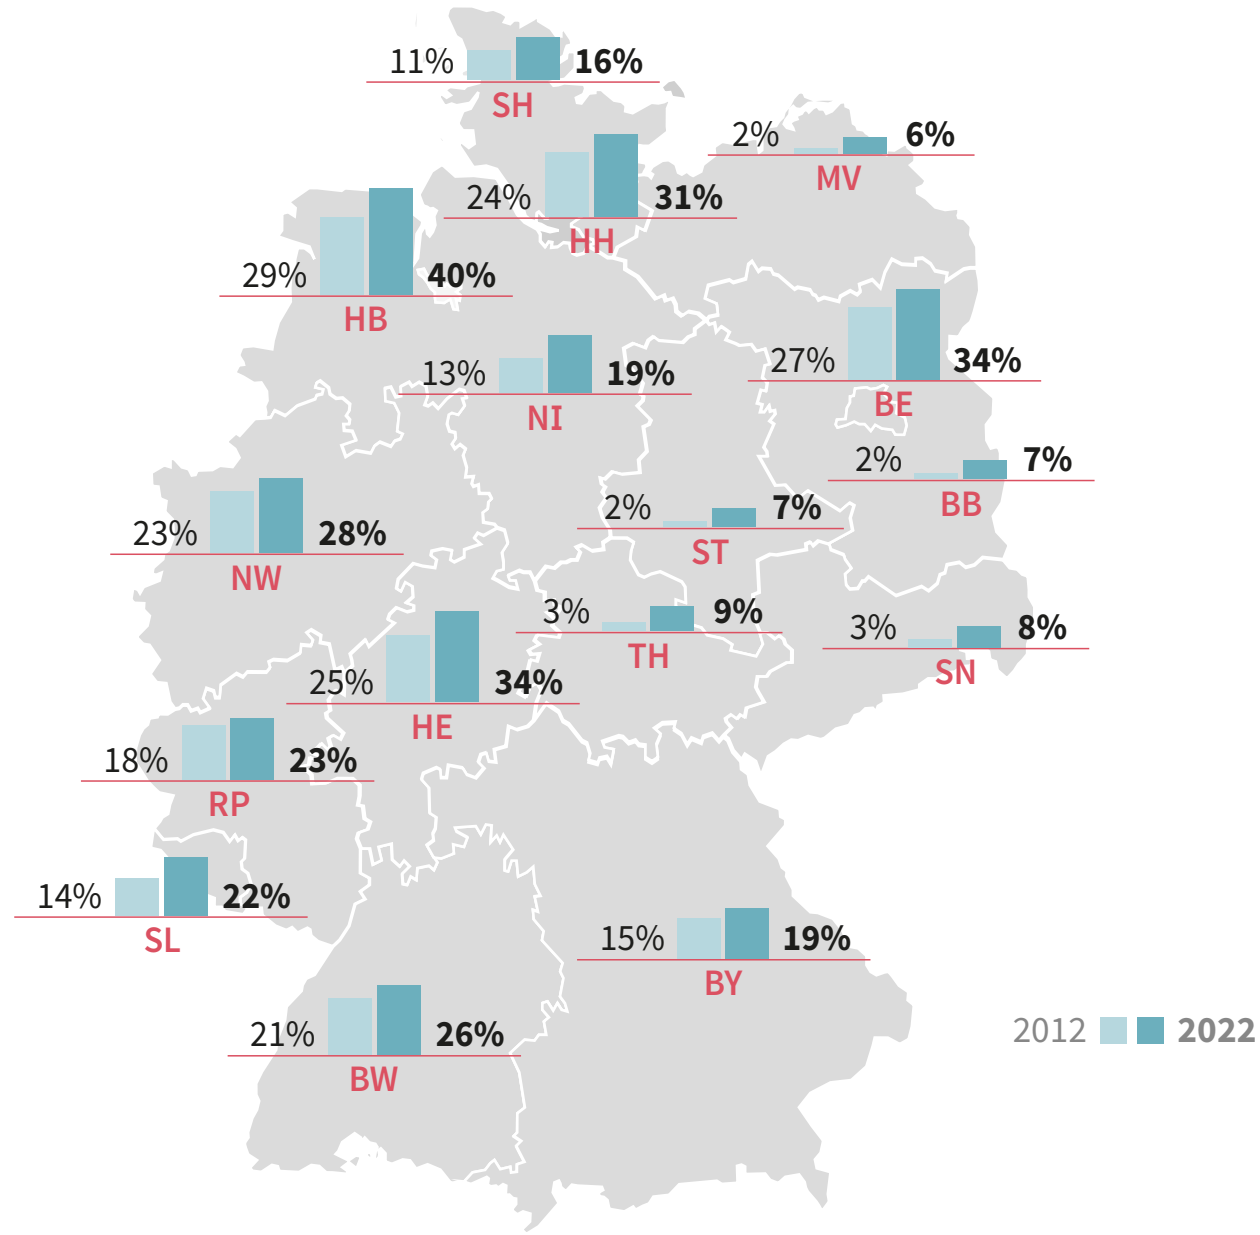 11% 16%
SH
2% 6%
MV
24% 31%
HH
29% 40%
HB
27% 34%
BE
13% 19%
NI
2% 7%
BB
2% 7%
ST
23% 28%
NW
3% 9%
TH
3% 8%
SN
25% 34%
HE
18% 23%
RP
14% 22%
SL
15% 19%
BY
21% 26%
BW
2012 2022